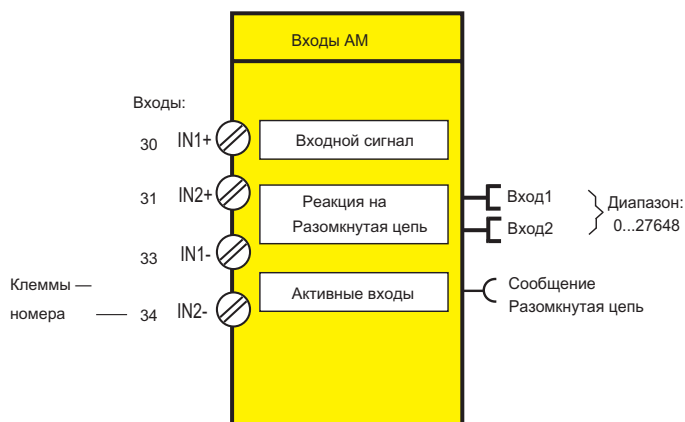 Входы AM
Входы:
30 IN1+
Входной сигнал
31 IN2+
Реакция на
Разомкнутая цепь
Вход1
Вход2
Диапазон:
0...27648
33 IN1-
Клеммы —
номера
34 IN2-
Активные входы
Сообщение
Разомкнутая цепь